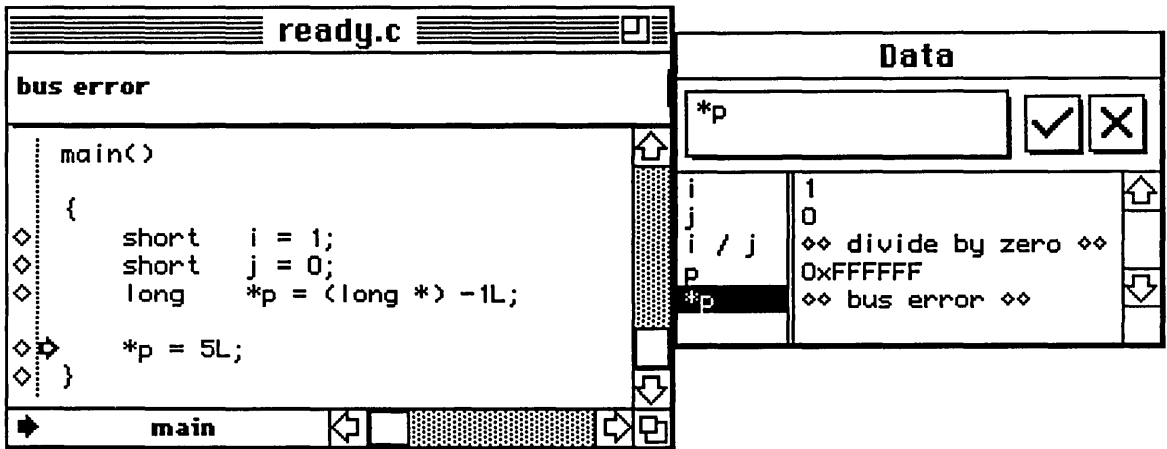 ready.c
bus error
main()
{
short i = 1;
short j = 0;
long *p = (long *) -1L;
*p = 5L;
}
main
Data
*p
i 1
j 0
i / j ◇◇ divide by zero ◇◇
p 0xFFFFFF
*p ◇◇ bus error ◇◇